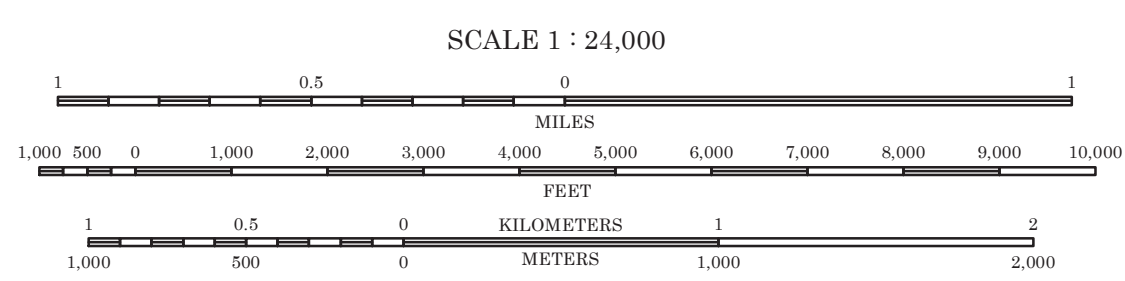 SCALE 1 : 24,000
1 0.5 0 1
MILES
1,000 500 0 1,000 2,000 3,000 4,000 5,000 6,000 7,000 8,000 9,000 10,000
FEET
1 0.5 0 KILOMETERS 1 2
1,000 500 0 METERS 1,000 2,000